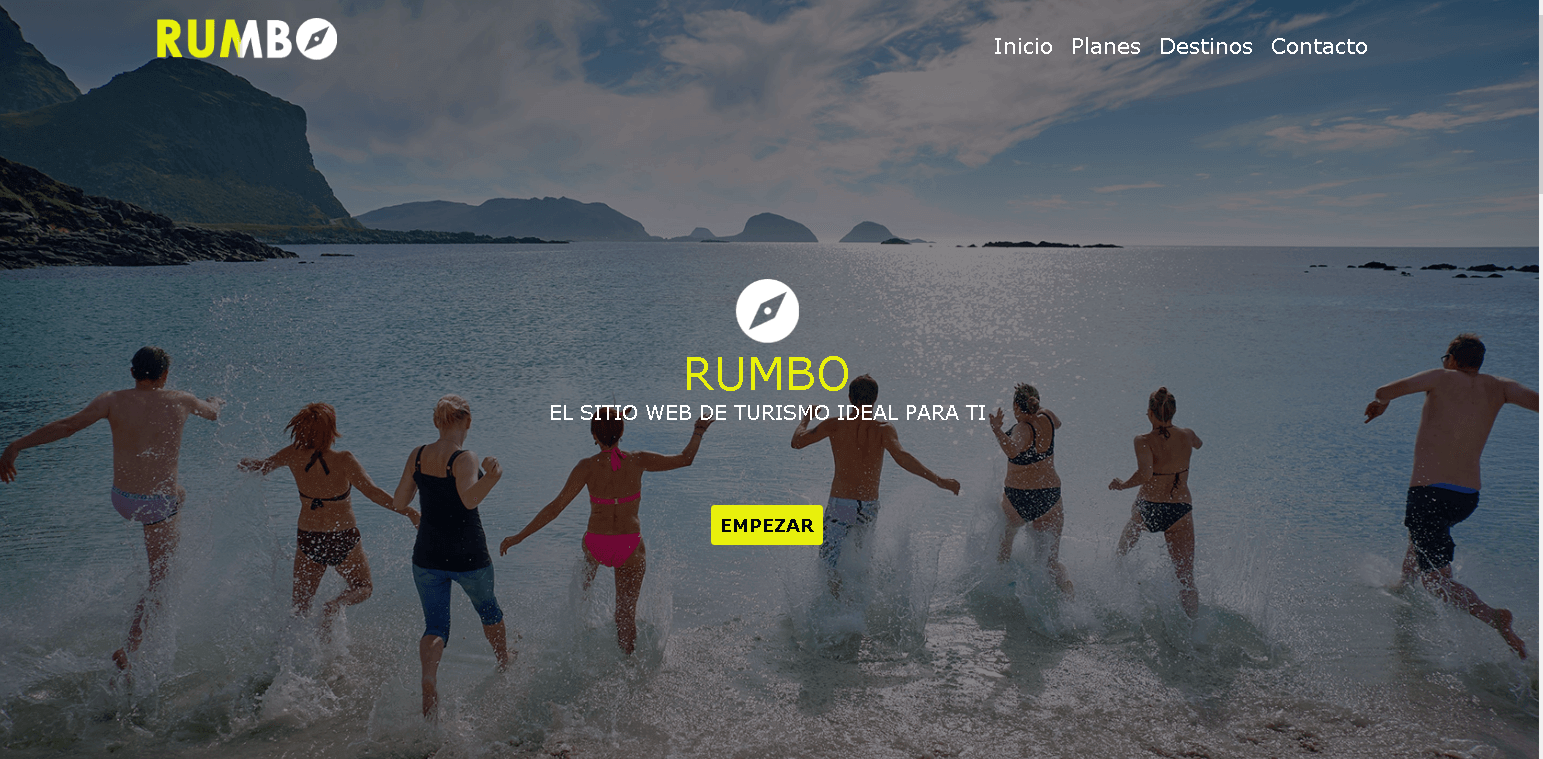 RUMBO
Inicio Planes Destinos Contacto
RUMBO
EL SITIO WEB DE TURISMO IDEAL PARA TI
EMPEZAR